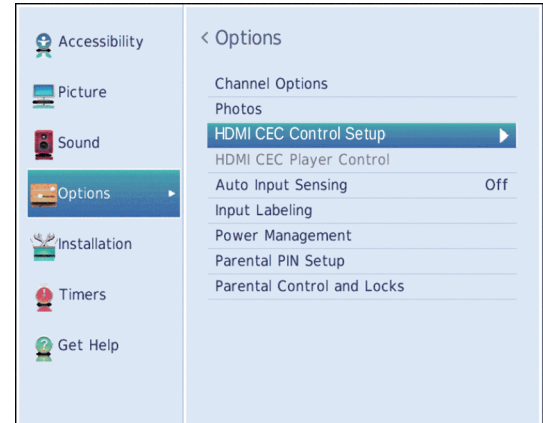 Accessibility
Picture
Sound
Options
Installation
Timers
Get Help
< Options
Channel Options
Photos
HDMI CEC Control Setup
HDMI CEC Player Control
Auto Input Sensing Off
Input Labeling
Power Management
Parental PIN Setup
Parental Control and Locks